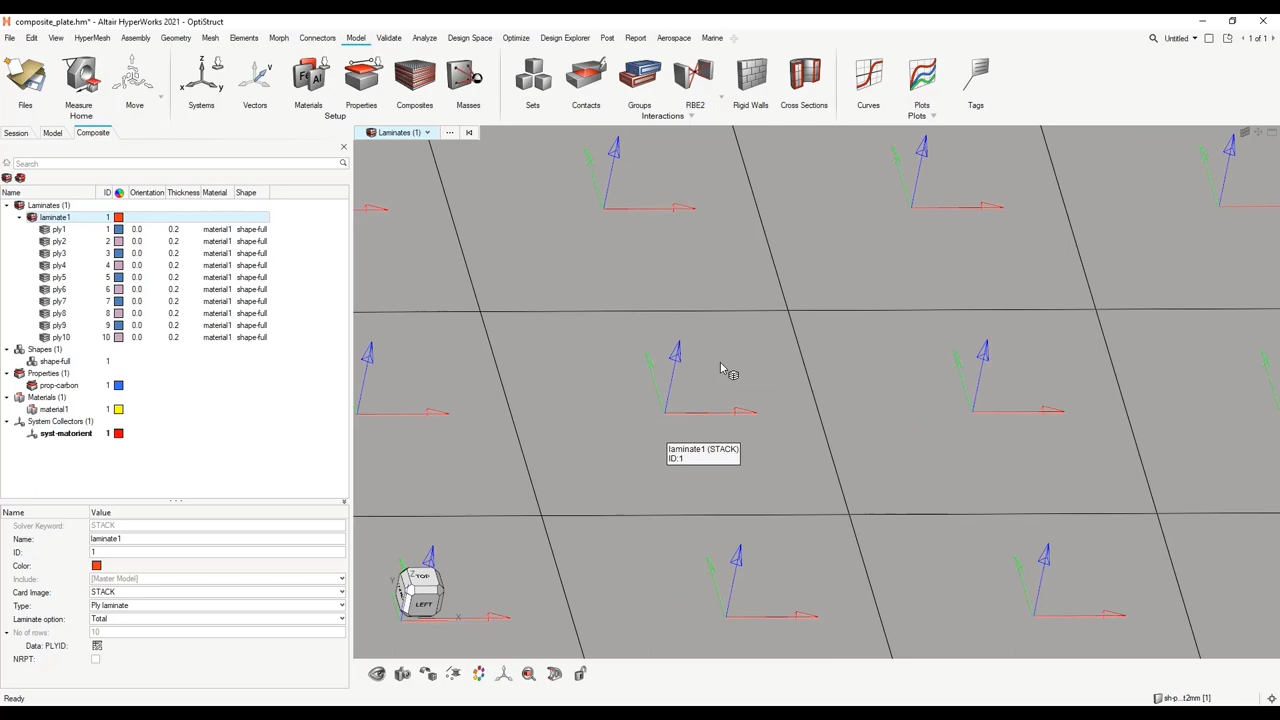 composite_plate.hm* - Altair HyperWorks 2021 - OptiStruct
File Edit View HyperMesh Assembly Geometry Mesh Elements Morph Connectors Model Validate Analyze Design Space Optimize Design Explorer Post Report Aerospace Marine
Untitled 1 of 1
Files Measure Move Systems Vectors Materials Properties Composites Masses Sets Contacts Groups RBE2 Rigid Walls Cross Sections Curves Plots Tags
Home Setup Interactions Plots
Session Model Composite
Laminates (1)
Search
Name ID Orientation Thickness Material Shape
Laminates (1)
laminate1 1
ply1 1 0.0 0.2 material1 shape-full
ply2 2 0.0 0.2 material1 shape-full
ply3 3 0.0 0.2 material1 shape-full
ply4 4 0.0 0.2 material1 shape-full
ply5 5 0.0 0.2 material1 shape-full
ply6 6 0.0 0.2 material1 shape-full
ply7 7 0.0 0.2 material1 shape-full
ply8 8 0.0 0.2 material1 shape-full
ply9 9 0.0 0.2 material1 shape-full
ply10 10 0.0 0.2 material1 shape-full
Shapes (1)
shape-full 1
Properties (1)
prop-carbon 1
Materials (1)
material1 1
System Collectors (1)
syst-matorient 1
laminate1 (STACK)
ID:1
Name Value
Solver Keyword: STACK
Name: laminate1
ID: 1
Color:
Include: [Master Model]
Card Image: STACK
Type: Ply laminate
Laminate option: Total
No of rows: 10
Data: PLYID:
NRPT:
Z
Y
X
TOP
LEFT
Ready
sh-p...t2mm [1]